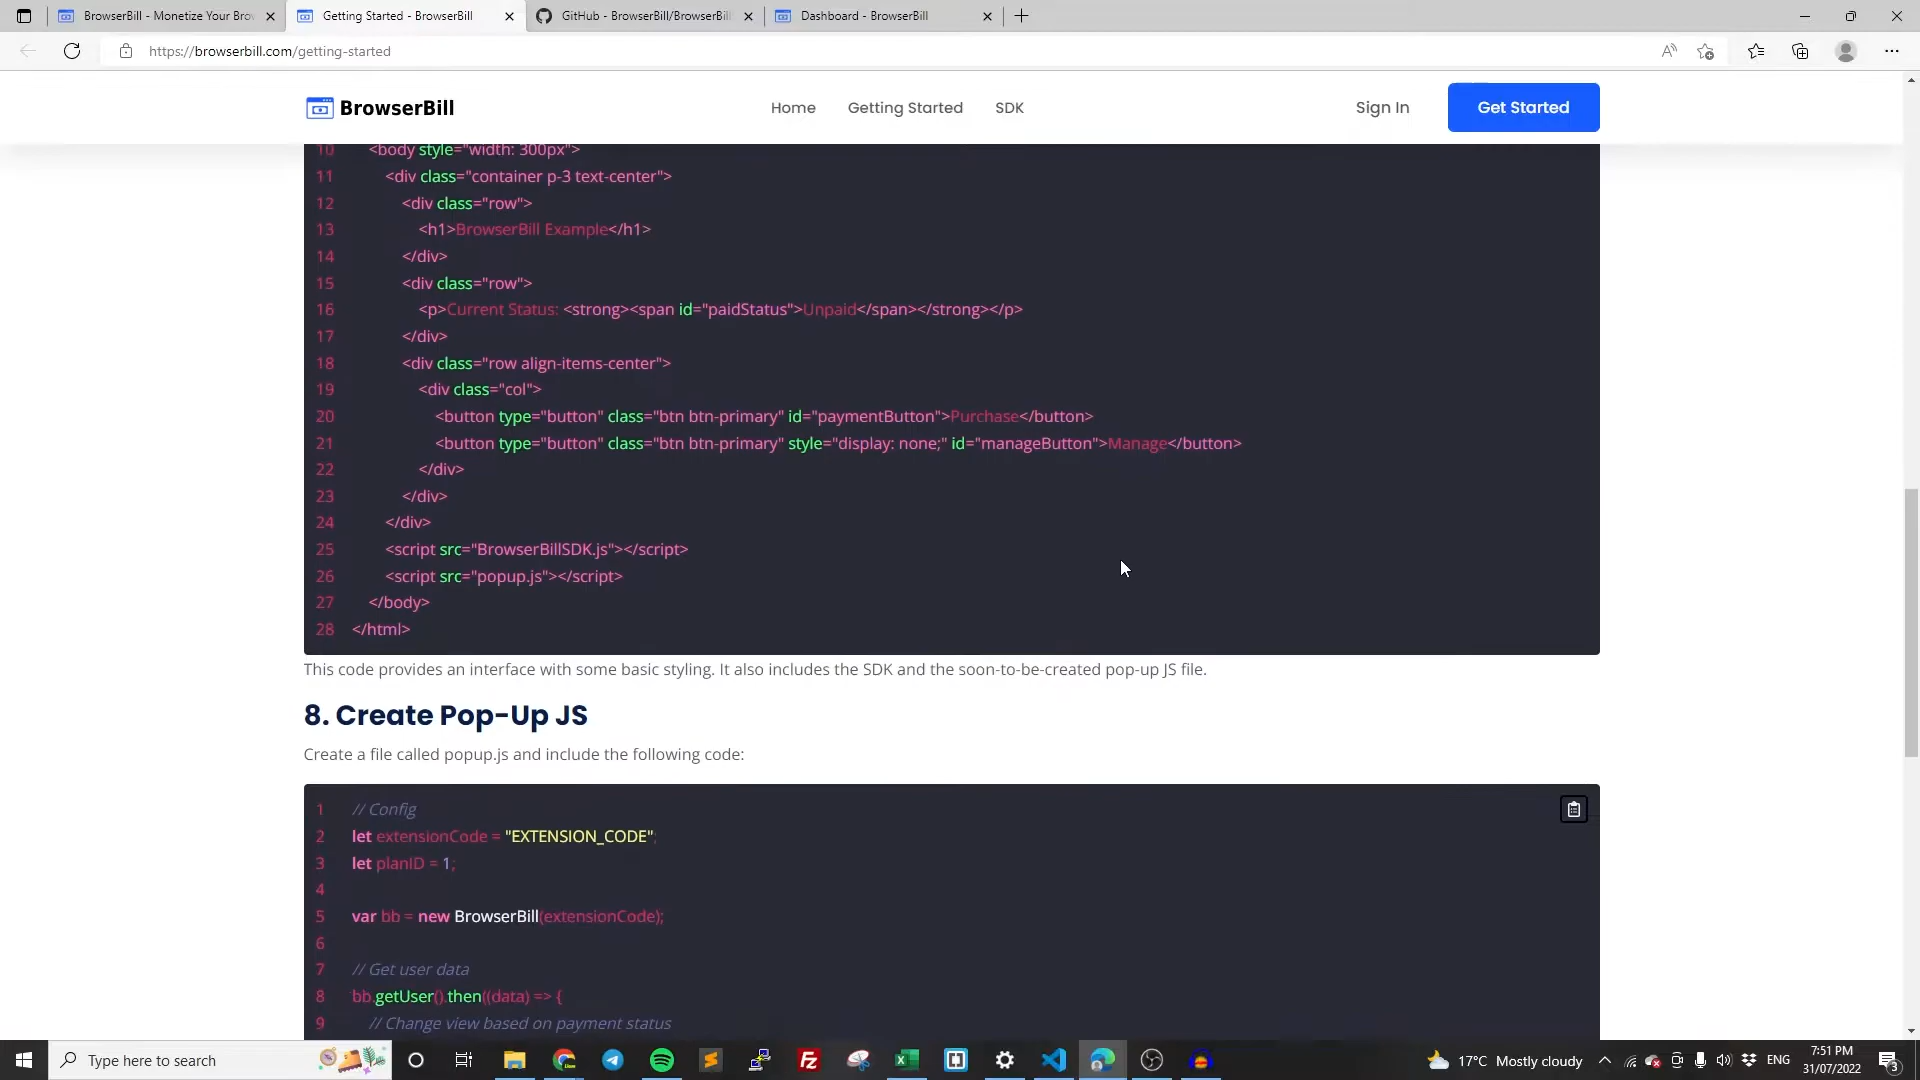 BrowserBill - Monetize Your Brow
Getting Started - BrowserBill
GitHub - BrowserBill/BrowserBill
Dashboard - BrowserBill
https://browserbill.com/getting-started
BrowserBill
Home
Getting Started
SDK
Sign In
Get Started
10 <body style="width: 300px">
11 <div class="container p-3 text-center">
12 <div class="row">
13 <h1>BrowserBill Example</h1>
14 </div>
15 <div class="row">
16 <p>Current Status: <strong><span id="paidStatus">Unpaid</span></strong></p>
17 </div>
18 <div class="row align-items-center">
19 <div class="col">
20 <button type="button" class="btn btn-primary" id="paymentButton">Purchase</button>
21 <button type="button" class="btn btn-primary" style="display: none;" id="manageButton">Manage</button>
22 </div>
23 </div>
24 </div>
25 <script src="BrowserBillSDK.js"></script>
26 <script src="popup.js"></script>
27 </body>
28 </html>
This code provides an interface with some basic styling. It also includes the SDK and the soon-to-be-created pop-up JS file.
8. Create Pop-Up JS
Create a file called popup.js and include the following code:
1 // Config
2 let extensionCode = "EXTENSION_CODE";
3 let planID = 1;
4
5 var bb = new BrowserBill(extensionCode);
6
7 // Get user data
8 bb.getUser().then((data) => {
9 // Change view based on payment status
Type here to search
17°C Mostly cloudy
ENG
7:51 PM
31/07/2022
3